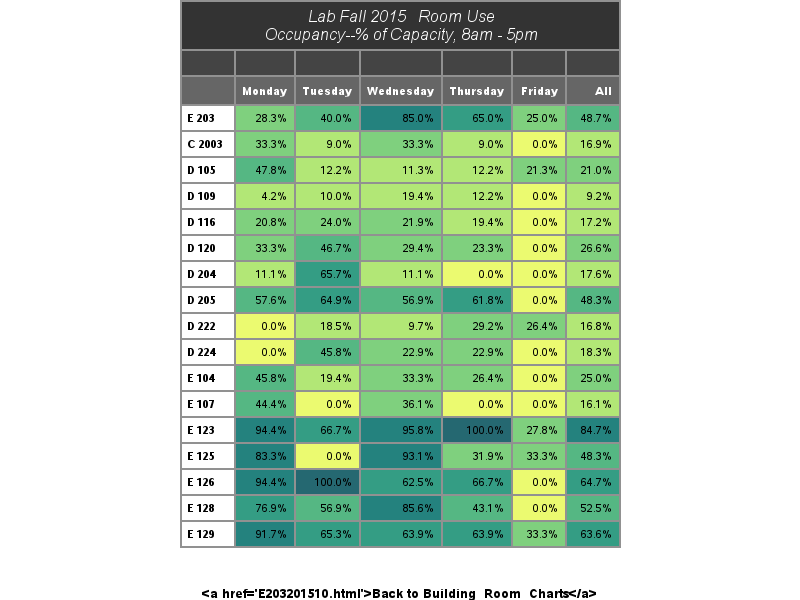 Lab Fall 2015 Room Use
Occupancy--% of Capacity, 8am - 5pm
Monday Tuesday Wednesday Thursday Friday All
E 203 28.3% 40.0% 85.0% 65.0% 25.0% 48.7%
C 2003 33.3% 9.0% 33.3% 9.0% 0.0% 16.9%
D 105 47.8% 12.2% 11.3% 12.2% 21.3% 21.0%
D 109 4.2% 10.0% 19.4% 12.2% 0.0% 9.2%
D 116 20.8% 24.0% 21.9% 19.4% 0.0% 17.2%
D 120 33.3% 46.7% 29.4% 23.3% 0.0% 26.6%
D 204 11.1% 65.7% 11.1% 0.0% 0.0% 17.6%
D 205 57.6% 64.9% 56.9% 61.8% 0.0% 48.3%
D 222 0.0% 18.5% 9.7% 29.2% 26.4% 16.8%
D 224 0.0% 45.8% 22.9% 22.9% 0.0% 18.3%
E 104 45.8% 19.4% 33.3% 26.4% 0.0% 25.0%
E 107 44.4% 0.0% 36.1% 0.0% 0.0% 16.1%
E 123 94.4% 66.7% 95.8% 100.0% 27.8% 84.7%
E 125 83.3% 0.0% 93.1% 31.9% 33.3% 48.3%
E 126 94.4% 100.0% 62.5% 66.7% 0.0% 64.7%
E 128 76.9% 56.9% 85.6% 43.1% 0.0% 52.5%
E 129 91.7% 65.3% 63.9% 63.9% 33.3% 63.6%
<a href='E203201510.html'>Back to Building_Room_Charts</a>